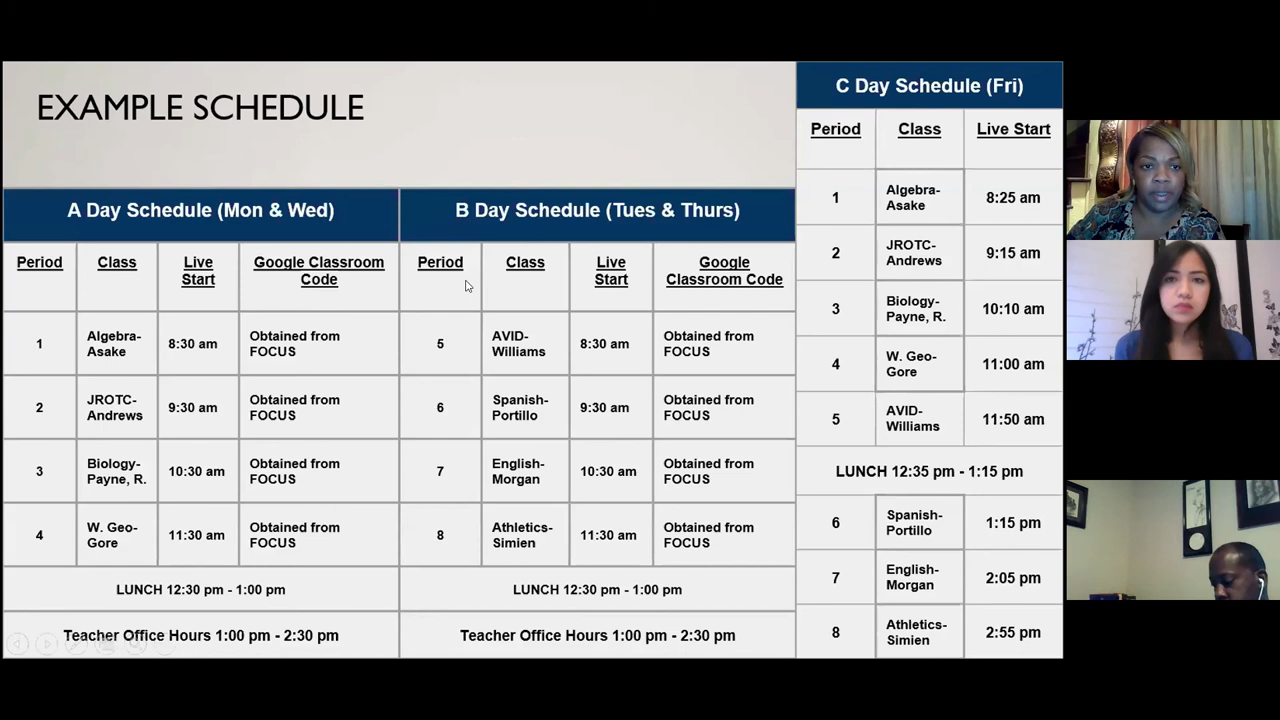 EXAMPLE SCHEDULE
A Day Schedule (Mon & Wed)
Period Class Live Start Google Classroom Code
1 Algebra-Asake 8:30 am Obtained from FOCUS
2 JROTC-Andrews 9:30 am Obtained from FOCUS
3 Biology-Payne, R. 10:30 am Obtained from FOCUS
4 W. Geo-Gore 11:30 am Obtained from FOCUS
LUNCH 12:30 pm - 1:00 pm
Teacher Office Hours 1:00 pm - 2:30 pm
B Day Schedule (Tues & Thurs)
Period Class Live Start Google Classroom Code
5 AVID-Williams 8:30 am Obtained from FOCUS
6 Spanish-Portillo 9:30 am Obtained from FOCUS
7 English-Morgan 10:30 am Obtained from FOCUS
8 Athletics-Simien 11:30 am Obtained from FOCUS
LUNCH 12:30 pm - 1:00 pm
Teacher Office Hours 1:00 pm - 2:30 pm
C Day Schedule (Fri)
Period Class Live Start
1 Algebra-Asake 8:25 am
2 JROTC-Andrews 9:15 am
3 Biology-Payne, R. 10:10 am
4 W. Geo-Gore 11:00 am
5 AVID-Williams 11:50 am
LUNCH 12:35 pm - 1:15 pm
6 Spanish-Portillo 1:15 pm
7 English-Morgan 2:05 pm
8 Athletics-Simien 2:55 pm